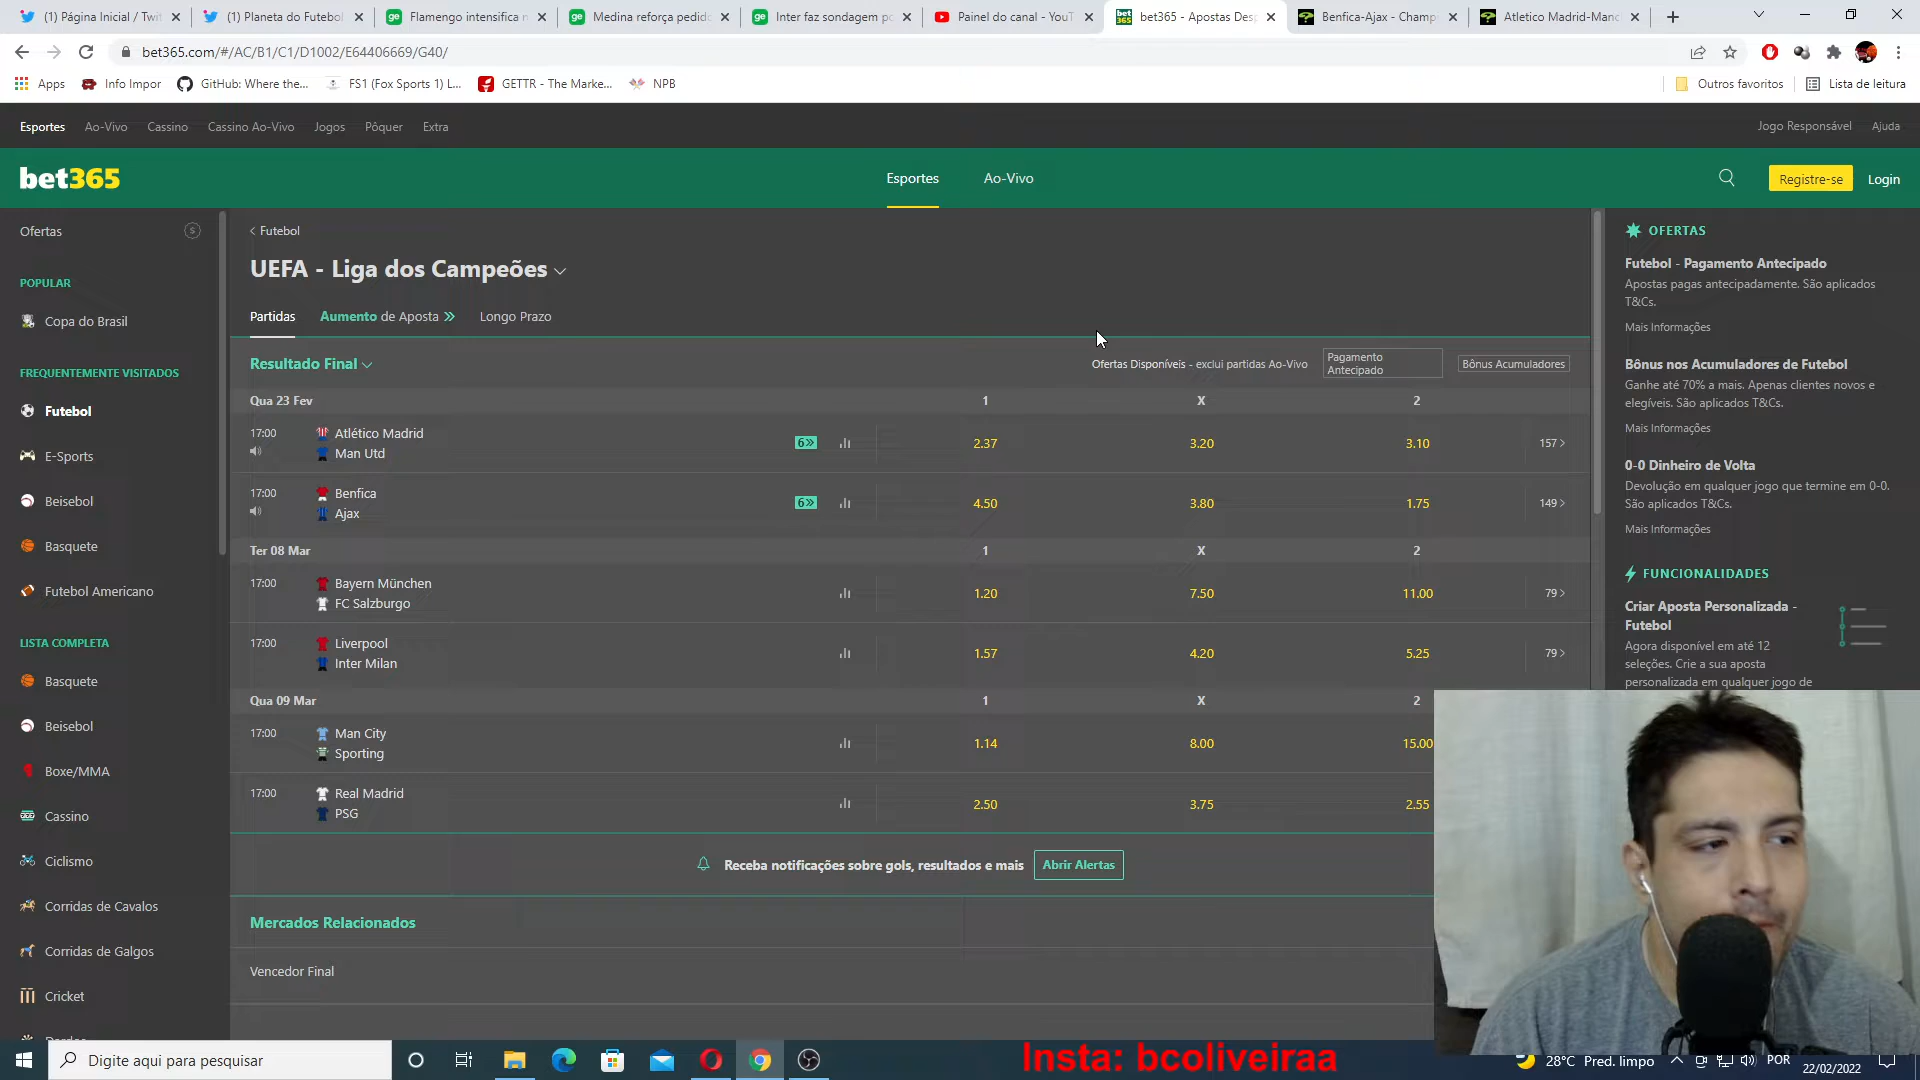 (1) Página Inicial / Twit
(1) Planeta do Futebol
Flamengo intensifica n
Medina reforça pedido
Inter faz sondagem po
Painel do canal - YouT
bet365 - Apostas Desp
Benfica-Ajax - Champ
Atletico Madrid-Manc
bet365.com/#/AC/B1/C1/D1002/E64406669/G40/
Apps
Info Impor
GitHub: Where the...
FS1 (Fox Sports 1) L...
GETTR - The Marke...
NPB
Outros favoritos
Lista de leitura
Esportes
Ao-Vivo
Cassino
Cassino Ao-Vivo
Jogos
Pôquer
Extra
Jogo Responsável
Ajuda
bet365
Esportes
Ao-Vivo
Registre-se
Login
Ofertas
POPULAR
Copa do Brasil
FREQUENTEMENTE VISITADOS
Futebol
E-Sports
Beisebol
Basquete
Futebol Americano
LISTA COMPLETA
Basquete
Beisebol
Boxe/MMA
Cassino
Ciclismo
Corridas de Cavalos
Corridas de Galgos
Cricket
Futebol
UEFA - Liga dos Campeões
Partidas
Aumento de Aposta
Longo Prazo
Resultado Final
Ofertas Disponíveis - exclui partidas Ao-Vivo
Pagamento
Antecipado
Bônus Acumuladores
Qua 23 Fev 1 X 2
17:00 Atlético Madrid
Man Utd
6» 2.37 3.20 3.10 157
17:00 Benfica
Ajax
6» 4.50 3.80 1.75 149
Ter 08 Mar 1 X 2
17:00 Bayern München
FC Salzburgo
1.20 7.50 11.00 79
17:00 Liverpool
Inter Milan
1.57 4.20 5.25 79
Qua 09 Mar 1 X 2
17:00 Man City
Sporting
1.14 8.00 15.00
17:00 Real Madrid
PSG
2.50 3.75 2.55
Receba notificações sobre gols, resultados e mais
Abrir Alertas
Mercados Relacionados
Vencedor Final
OFERTAS
Futebol - Pagamento Antecipado
Apostas pagas antecipadamente. São aplicados
T&Cs.
Mais Informações
Bônus nos Acumuladores de Futebol
Ganhe até 70% a mais. Apenas clientes novos e
elegíveis. São aplicados T&Cs.
Mais Informações
0-0 Dinheiro de Volta
Devolução em qualquer jogo que termine em 0-0.
São aplicados T&Cs.
Mais Informações
FUNCIONALIDADES
Criar Aposta Personalizada -
Futebol
Agora disponível em até 12
seleções. Crie a sua aposta
personalizada em qualquer jogo de
Digite aqui para pesquisar
Insta: bcoliveiraa
28°C Pred. limpo
POR
22/02/2022